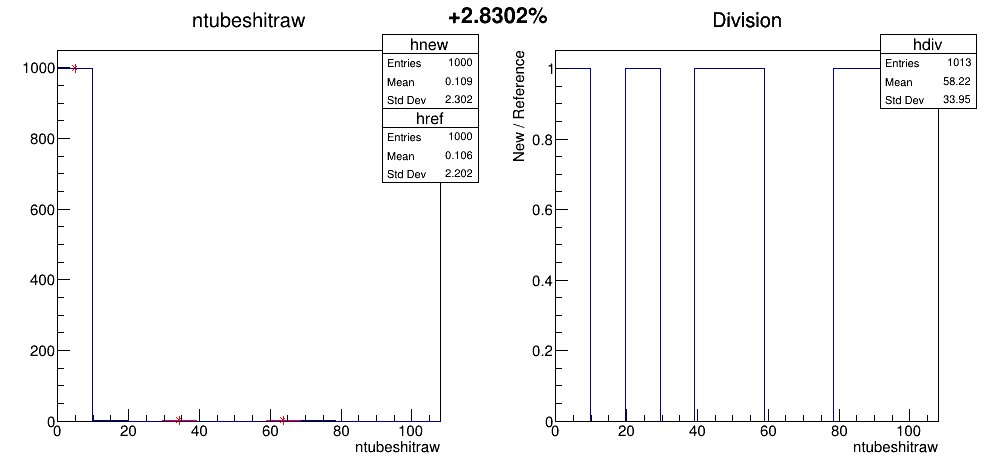 +2.8302%
ntubeshitraw
hnew
Entries 1000
Mean 0.109
Std Dev 2.302
href
Entries 1000
Mean 0.106
Std Dev 2.202
1000
800
600
400
200
0
0 20 40 60 80 100
ntubeshitraw
Division
hdiv
Entries 1013
Mean 58.22
Std Dev 33.95
New / Reference
1
0.8
0.6
0.4
0.2
0
0 20 40 60 80 100
ntubeshitraw